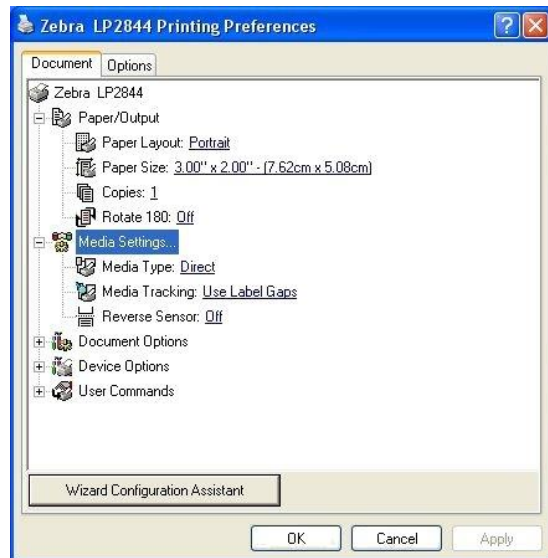 Zebra LP2844 Printing Preferences
Document Options
Zebra LP2844
Paper/Output
Paper Layout: Portrait
Paper Size: 3.00" x 2.00" - (7.62cm x 5.08cm)
Copies: 1
Rotate 180: Off
Media Settings...
Media Type: Direct
Media Tracking: Use Label Gaps
Reverse Sensor: Off
Document Options
Device Options
User Commands
Wizard Configuration Assistant
OK Cancel Apply